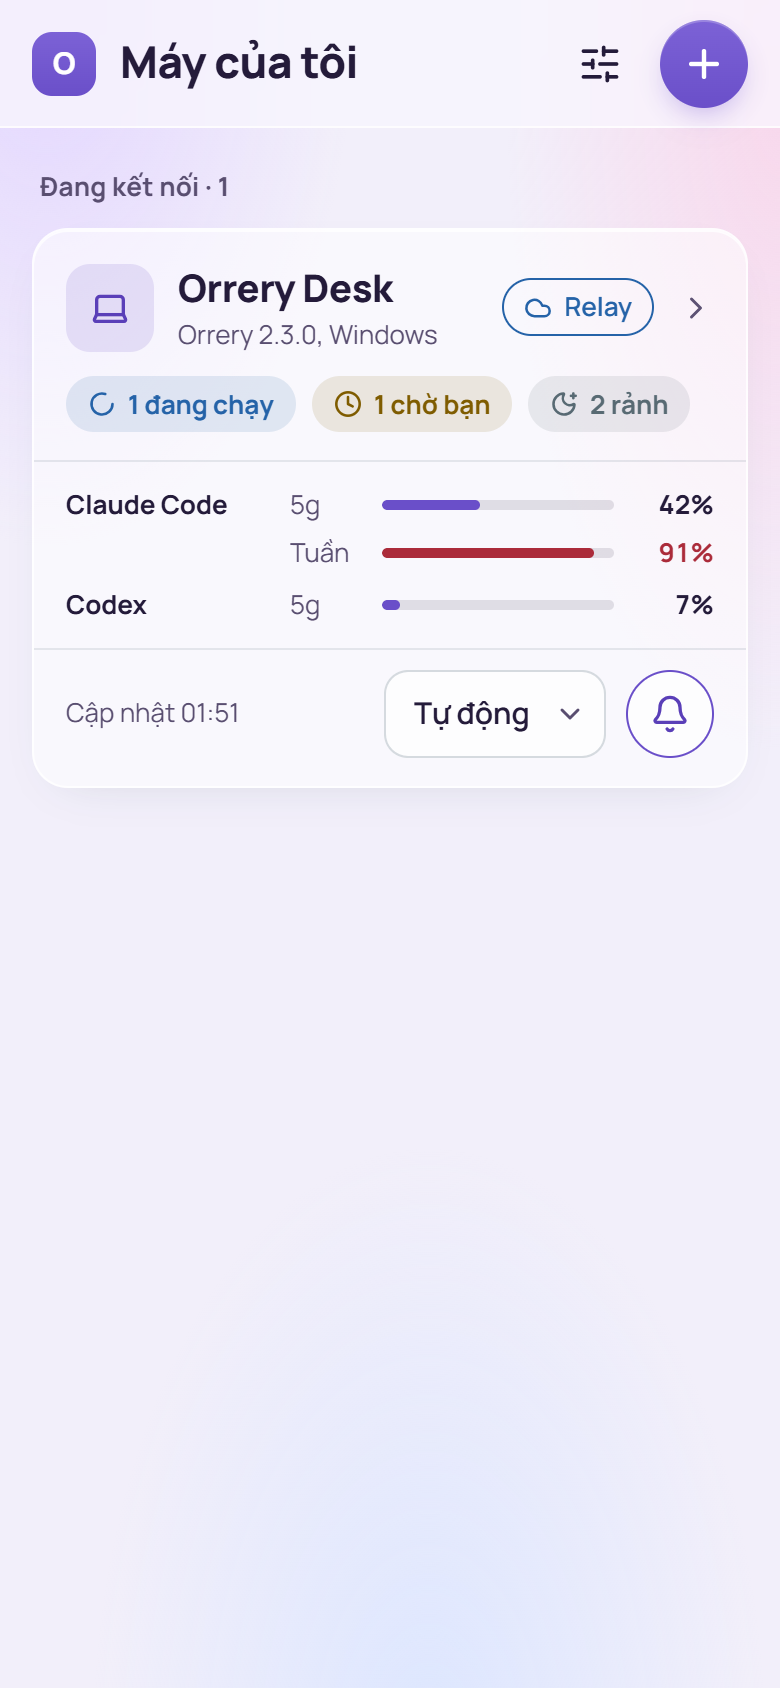 O Máy của tôi
Đang kết nối · 1
Orrery Desk
Orrery 2.3.0, Windows
Relay
1 đang chạy 1 chờ bạn 2 rảnh
Claude Code 5g 42%
Tuần 91%
Codex 5g 7%
Cập nhật 01:51 Tự động